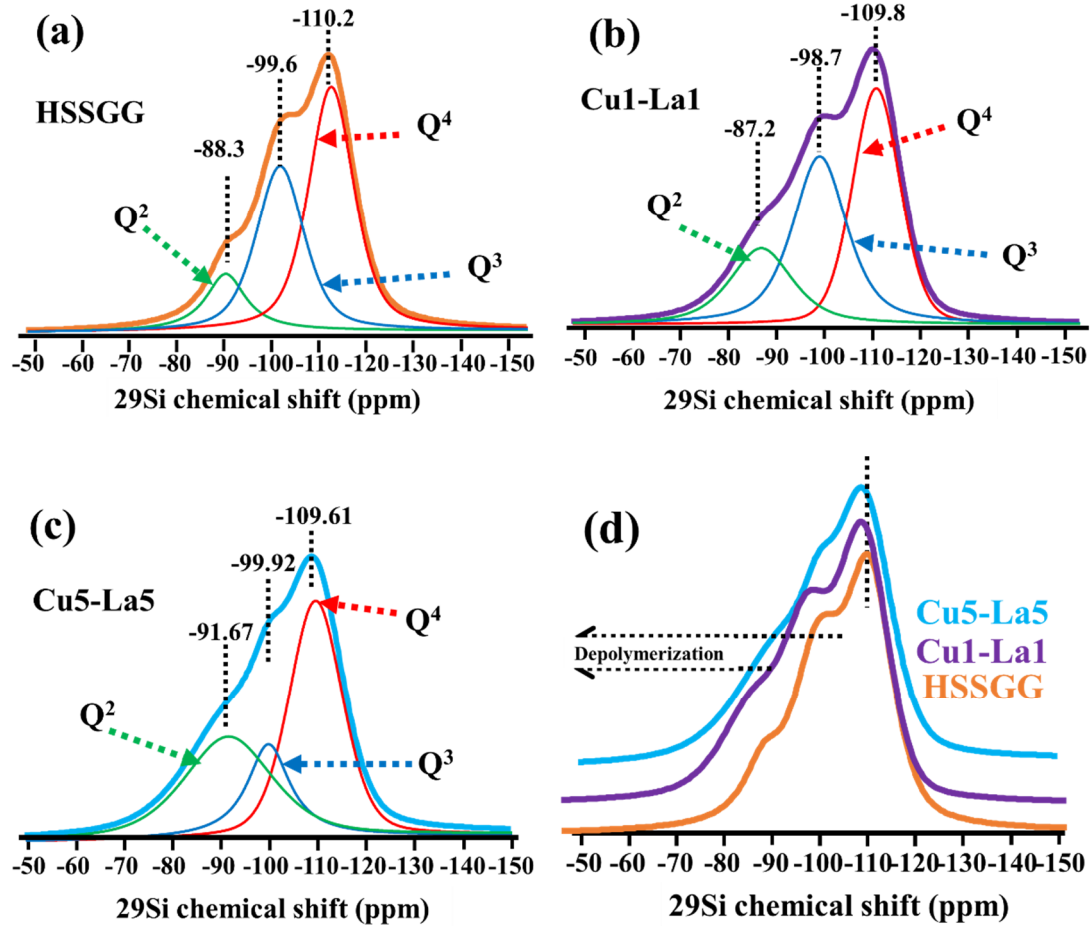 (a)
-110.2
-99.6
HSSGG
-88.3
Q⁴
Q²
Q³
-50 -60 -70 -80 -90 -100 -110 -120 -130 -140 -150
29Si chemical shift (ppm)
(b)
-109.8
-98.7
Cu1-La1
-87.2
Q⁴
Q²
Q³
-50 -60 -70 -80 -90 -100 -110 -120 -130 -140 -150
29Si chemical shift (ppm)
(c)
-109.61
-99.92
Cu5-La5
-91.67
Q⁴
Q²
Q³
-50 -60 -70 -80 -90 -100 -110 -120 -130 -140 -150
29Si chemical shift (ppm)
(d)
Cu5-La5
Depolymerization
Cu1-La1
HSSGG
-50 -60 -70 -80 -90 -100 -110 -120 -130 -140 -150
29Si chemical shift (ppm)